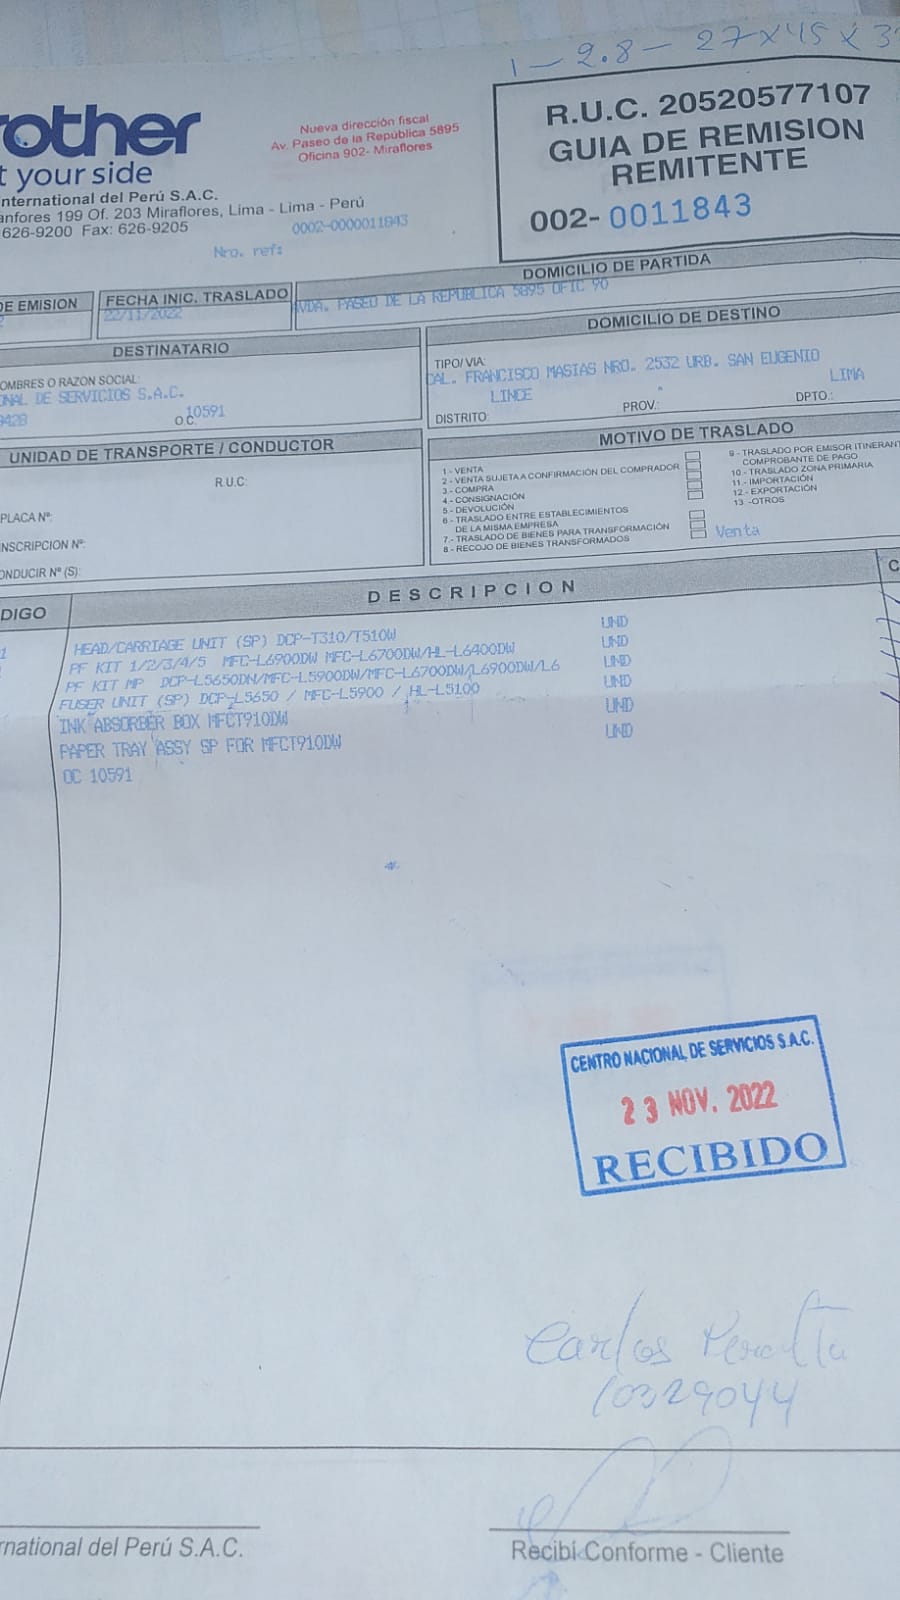 1 - 2.8 - 27x45x3
R.U.C. 20520577107
GUIA DE REMISION
REMITENTE
002- 0011843
rother
t your side
nternational del Perú S.A.C.
anfores 199 Of. 203 Miraflores, Lima - Lima - Perú
626-9200 Fax: 626-9205
Nueva dirección fiscal
Av. Paseo de la República 5895
Oficina 902- Miraflores
0002-0000011843
Nro. ref:
DE EMISION
FECHA INIC. TRASLADO
22/11/2022
DOMICILIO DE PARTIDA
VDA. PASEO DE LA REPUBLICA 5895 OFIC 90
DESTINATARIO
OMBRES O RAZON SOCIAL:
NAL DE SERVICIOS S.A.C.
9428
O.C. 10591
DOMICILIO DE DESTINO
TIPO/ VIA:
CAL. FRANCISCO MASIAS NRO. 2532 URB. SAN EUGENIO
LINCE
LIMA
DISTRITO:
PROV.:
DPTO.:
UNIDAD DE TRANSPORTE / CONDUCTOR
R.U.C:
PLACA Nº:
NSCRIPCION Nº:
ONDUCIR Nº (S):
MOTIVO DE TRASLADO
1 - VENTA
2 - VENTA SUJETA A CONFIRMACIÓN DEL COMPRADOR
3 - COMPRA
4 - CONSIGNACIÓN
5 - DEVOLUCIÓN
6 - TRASLADO ENTRE ESTABLECIMIENTOS
DE LA MISMA EMPRESA
7.- TRASLADO DE BIENES PARA TRANSFORMACIÓN
8 - RECOJO DE BIENES TRANSFORMADOS
9 - TRASLADO POR EMISOR ITINERANT
COMPROBANTE DE PAGO
10.- TRASLADO ZONA PRIMARIA
11.- IMPORTACIÓN
12.- EXPORTACIÓN
13 -OTROS
Venta
DIGO
DESCRIPCION
C
HEAD/CARRIAGE UNIT (SP) DCP-T310/T510W UND
PF KIT 1/2/3/4/5 MFC-L6900DW MFC-L6700DW/HL-L6400DW UND
PF KIT MP DCP-L5650DN/MFC-L5900DW/MFC-L6700DW/L6900DW/L6 UND
FUSER UNIT (SP) DCP-L5650 / MFC-L5900 / HL-L5100 UND
INK ABSORBER BOX MFCT910DW UND
PAPER TRAY ASSY SP FOR MFCT910DW UND
OC 10591
CENTRO NACIONAL DE SERVICIOS S.A.C.
23 NOV. 2022
RECIBIDO
Carlos Peralta
10329044
rnational del Perú S.A.C.
Recibí Conforme - Cliente